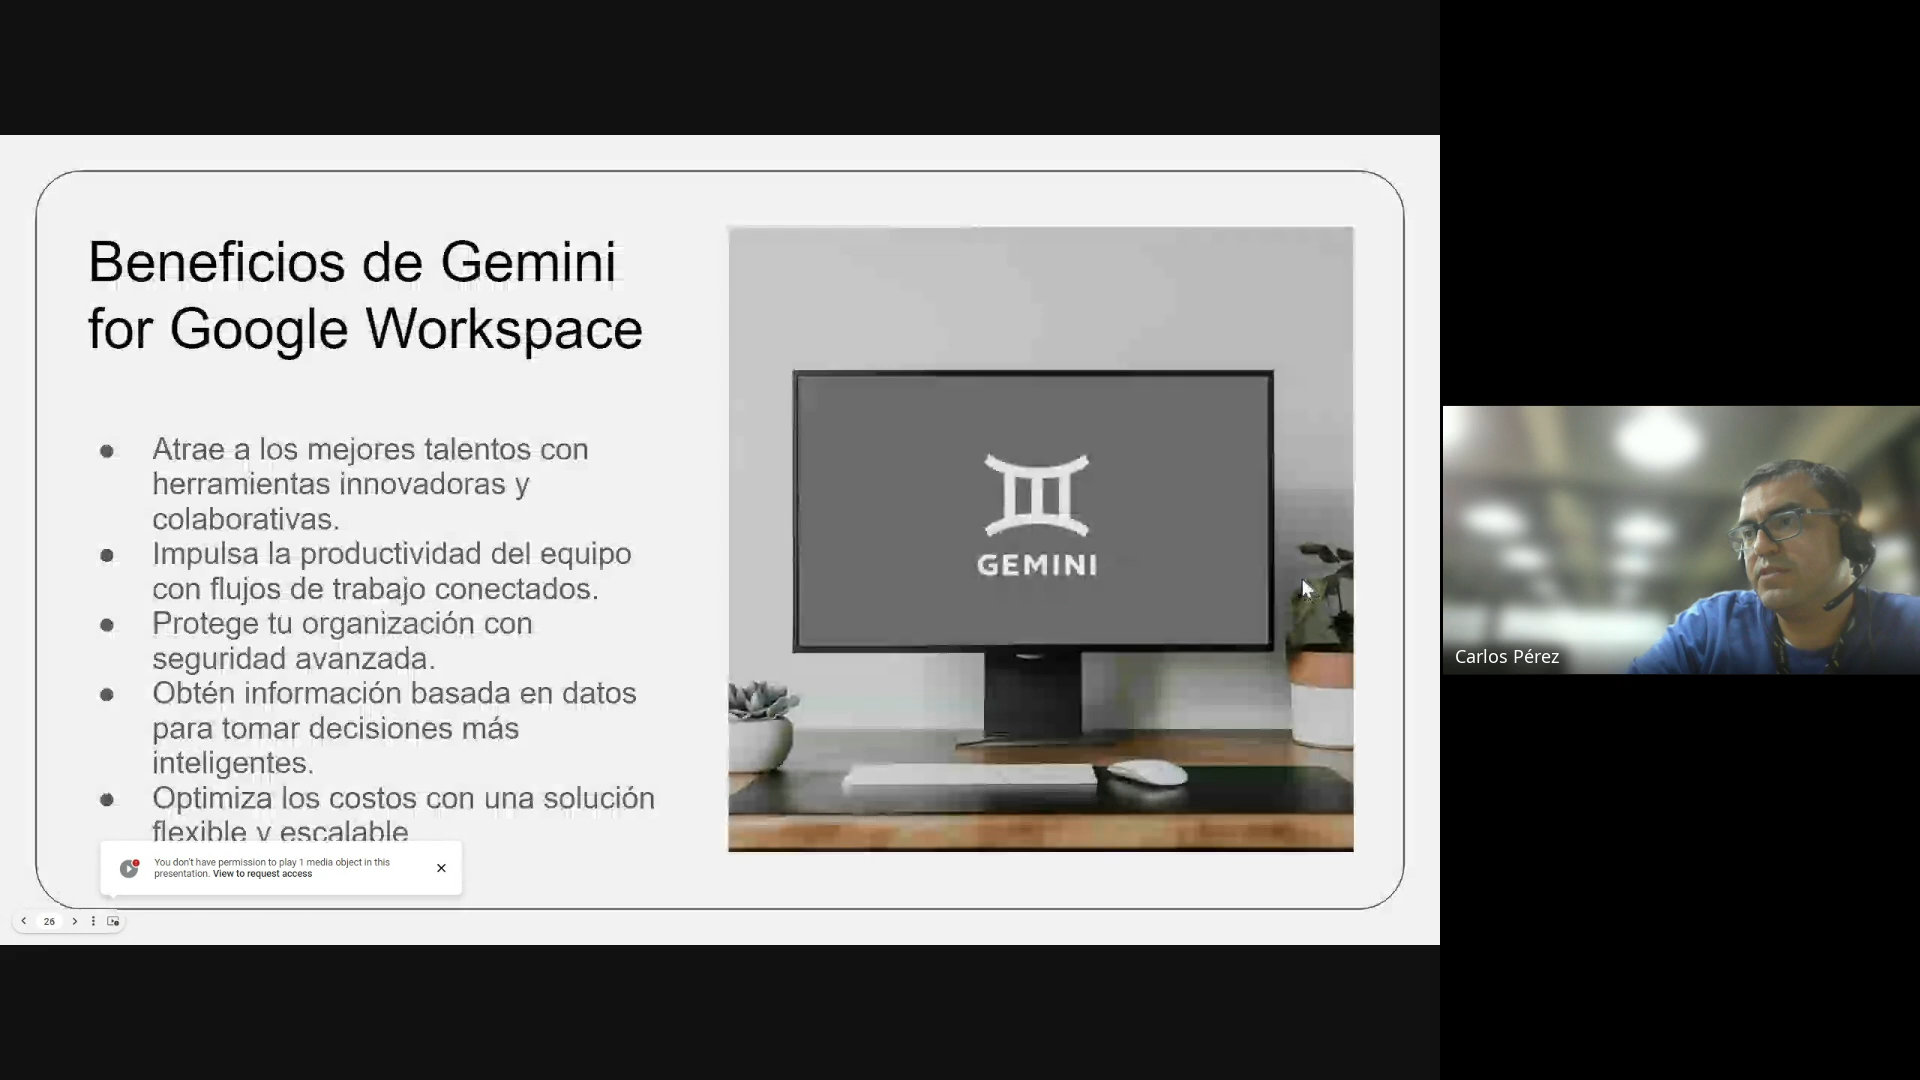 Beneficios de Gemini
for Google Workspace
● Atrae a los mejores talentos con
herramientas innovadoras y
colaborativas.
● Impulsa la productividad del equipo
con flujos de trabajo conectados.
● Protege tu organización con
seguridad avanzada.
● Obtén información basada en datos
para tomar decisiones más
inteligentes.
● Optimiza los costos con una solución
flexible y escalable
GEMINI
You don't have permission to play 1 media object in this
presentation. View to request access
26
Carlos Pérez